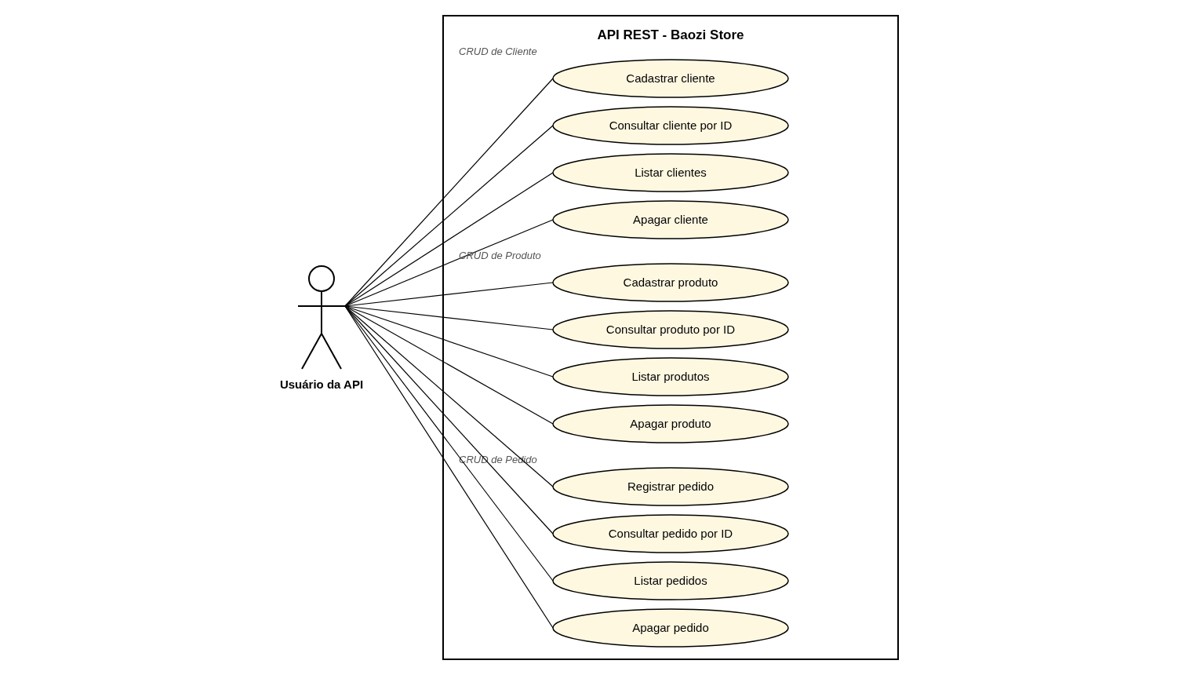 API REST - Baozi Store
CRUD de Cliente
Cadastrar cliente
Consultar cliente por ID
Listar clientes
Apagar cliente
CRUD de Produto
Cadastrar produto
Consultar produto por ID
Listar produtos
Usuário da API
Apagar produto
CRUD de Pedido
Registrar pedido
Consultar pedido por ID
Listar pedidos
Apagar pedido